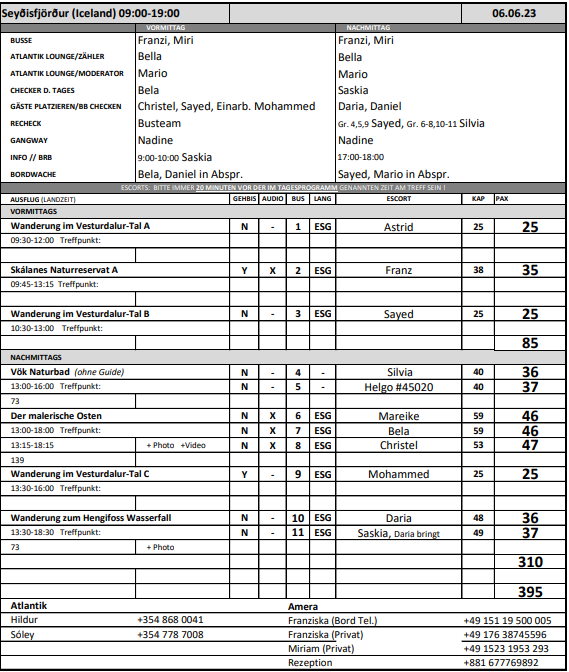 Seyðisfjörður (Iceland) 09:00-19:00 06.06.23
VORMITTAG NACHMITTAG
BUSSE Franzi, Miri Franzi, Miri
ATLANTIK LOUNGE/ZÄHLER Bella Bella
ATLANTIK LOUNGE/MODERATOR Mario Mario
CHECKER D. TAGES Bela Saskia
GÄSTE PLATZIEREN/BB CHECKEN Christel, Sayed, Einarb. Mohammed Daria, Daniel
RECHECK Busteam Gr. 4,5,9 Sayed, Gr. 6-8,10-11 Silvia
GANGWAY Nadine Nadine
INFO // BRB 9:00-10:00 Saskia 17:00-18:00
BORDWACHE Bela, Daniel in Abspr. Sayed, Mario in Abspr.
ESCORTS: BITTE IMMER 20 MINUTEN VOR DER IM TAGESPROGRAMM GENANNTEN ZEIT AM TREFF SEIN !
AUSFLUG (LANDZEIT) GEHBIS AUDIO BUS LANG ESCORT KAP PAX
VORMITTAGS
Wanderung im Vesturdalur-Tal A N - 1 ESG Astrid 25 25
09:30-12:00 Treffpunkt:
Skálanes Naturreservat A Y X 2 ESG Franz 38 35
09:45-13:15 Treffpunkt:
Wanderung im Vesturdalur-Tal B N - 3 ESG Sayed 25 25
10:30-13:00 Treffpunkt:
85
NACHMITTAGS
Vök Naturbad (ohne Guide) N - 4 - Silvia 40 36
13:00-16:00 Treffpunkt: N - 5 - Helgo #45020 40 37
73
Der malerische Osten N X 6 ESG Mareike 59 46
13:00-18:00 Treffpunkt: N X 7 ESG Bela 59 46
13:15-18:15 + Photo +Video N X 8 ESG Christel 53 47
139
Wanderung im Vesturdalur-Tal C Y - 9 ESG Mohammed 25 25
13:30-16:00 Treffpunkt:
Wanderung zum Hengifoss Wasserfall N - 10 ESG Daria 48 36
13:30-18:30 Treffpunkt: N - 11 ESG Saskia, Daria bringt 49 37
73 + Photo
310
395
Atlantik Amera
Hildur +354 868 0041 Franziska (Bord Tel.) +49 151 19 500 005
Sóley +354 778 7008 Franziska (Privat) +49 176 38745596
Miriam (Privat) +49 1523 1953 293
Rezeption +881 677769892